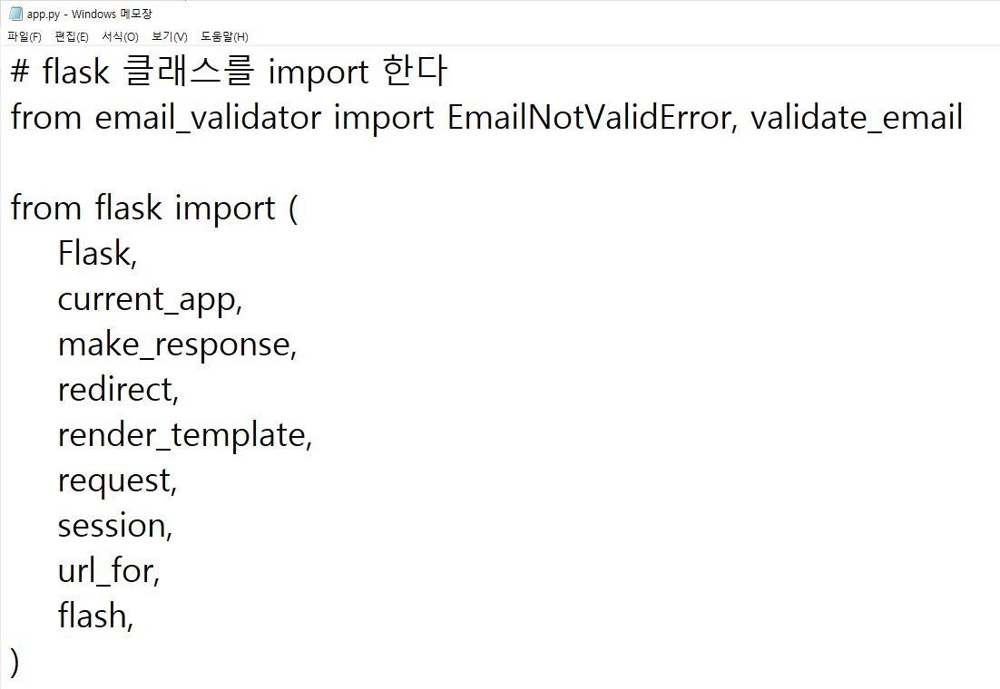 app.py - Windows 메모장
파일(F) 편집(E) 서식(O) 보기(V) 도움말(H)
# flask 클래스를 import 한다
from email_validator import EmailNotValidError, validate_email

from flask import (
    Flask,
    current_app,
    make_response,
    redirect,
    render_template,
    request,
    session,
    url_for,
    flash,
)